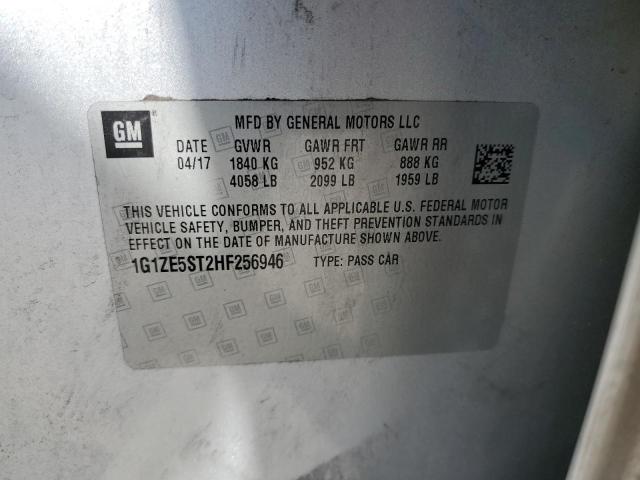 GM
MFD BY GENERAL MOTORS LLC
DATE GVWR GAWR FRT GAWR RR
04/17 1840 KG 952 KG 888 KG
4058 LB 2099 LB 1959 LB
THIS VEHICLE CONFORMS TO ALL APPLICABLE U.S. FEDERAL MOTOR
VEHICLE SAFETY, BUMPER, AND THEFT PREVENTION STANDARDS IN
EFFECT ON THE DATE OF MANUFACTURE SHOWN ABOVE.
1G1ZE5ST2HF256946 TYPE: PASS CAR